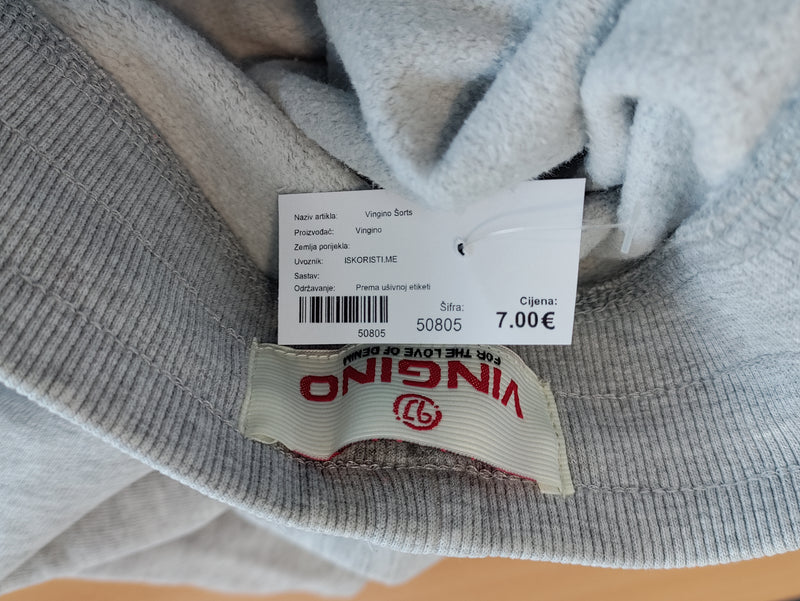 Naziv artikla: Vingino Šorts
Proizvođač: Vingino
Zemlja porijekla:
Uvoznik: ISKORISTI.ME
Sastav:
Održavanje: Prema ušivnoj etiketi
50805
Šifra:
50805
Cijena:
7.00€
FOR THE LOVE OF DENIM
VINGINO
97